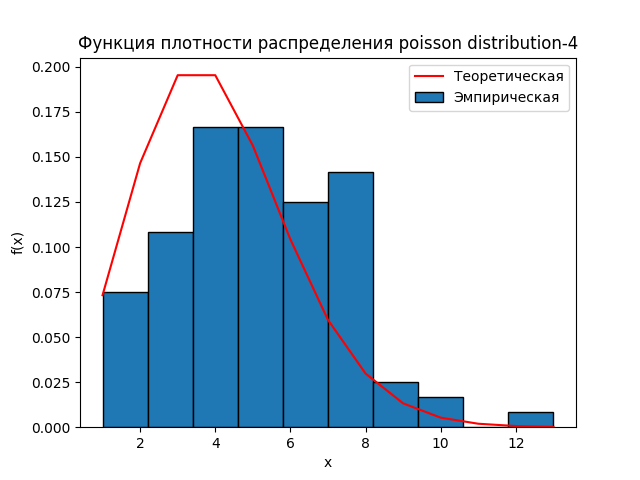 Функция плотности распределения poisson distribution-4
0.200
0.175
0.150
0.125
0.100
0.075
0.050
0.025
0.000
f(x)
Теоретическая
Эмпирическая
2 4 6 8 10 12
x